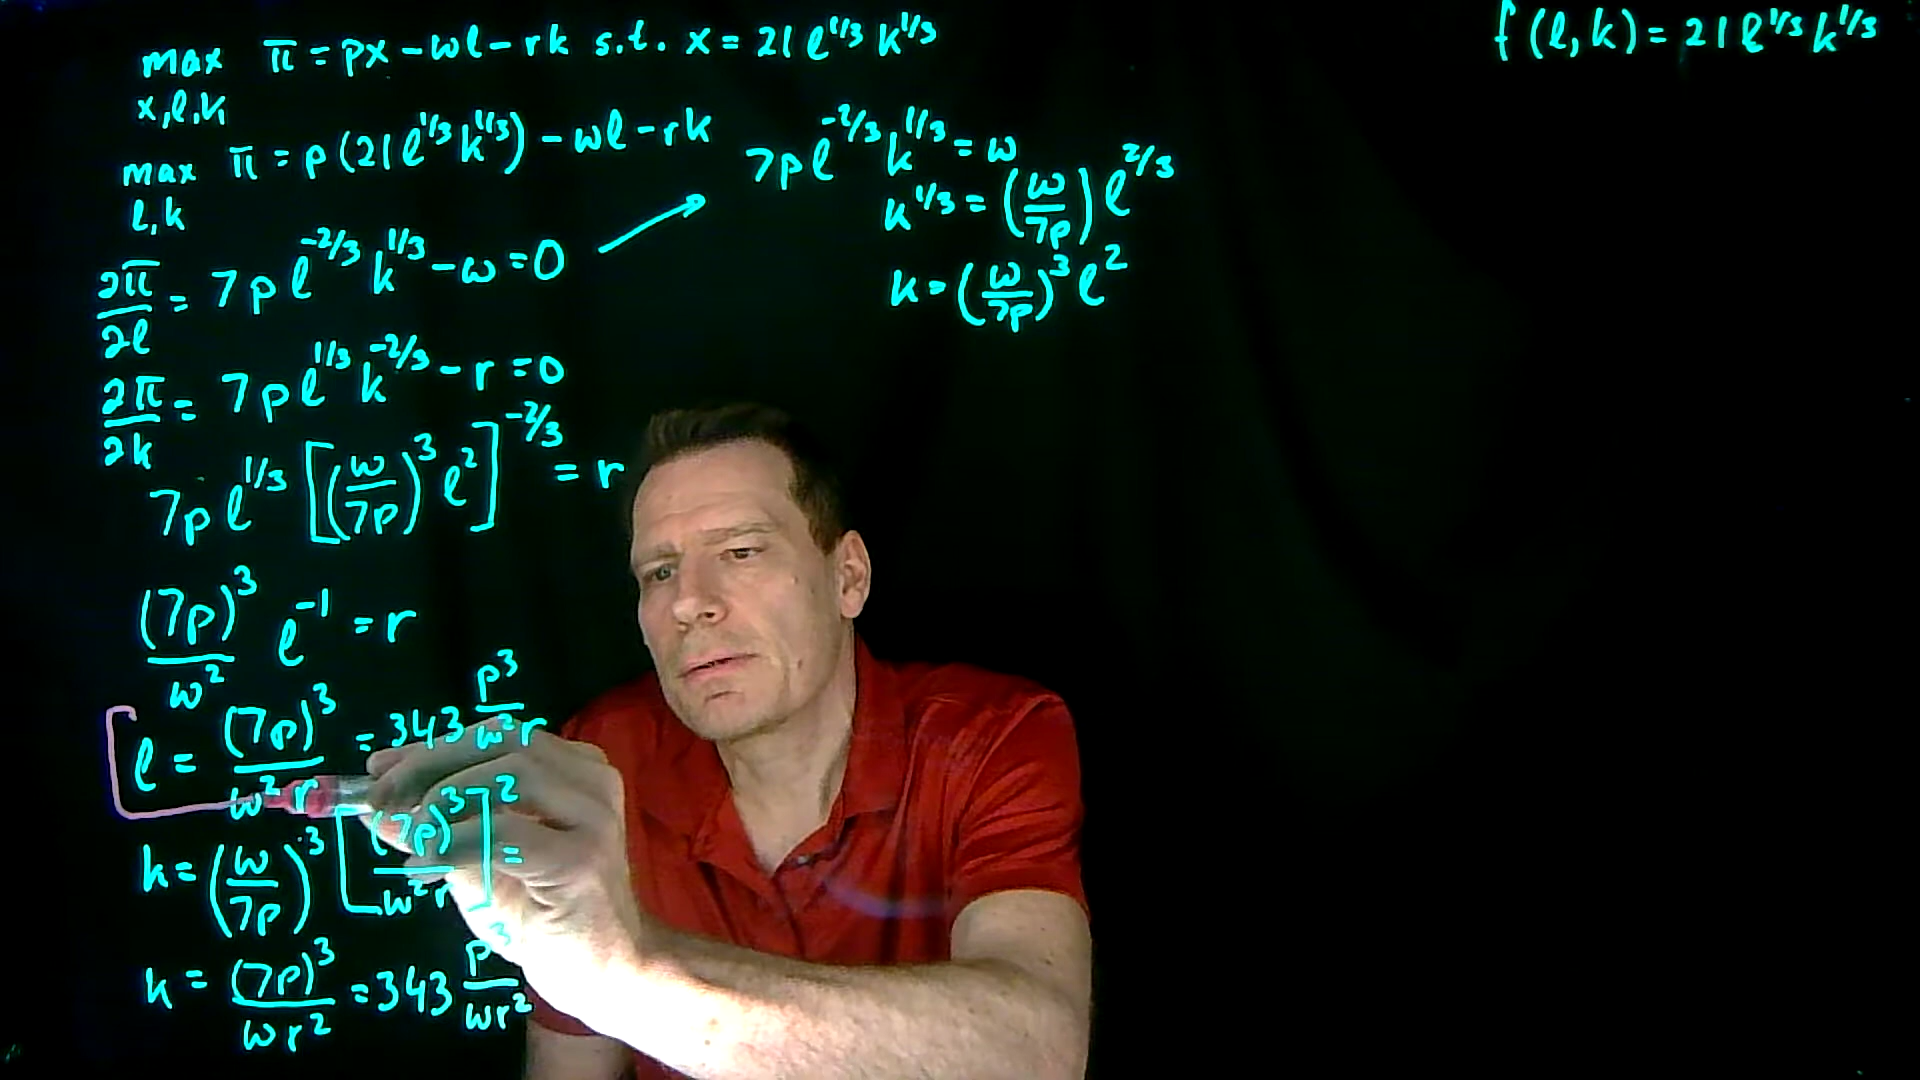 max π = px - wl - rk s.t. x = 21 l^{1/3} k^{1/3}
x, l, k
max π = p (21 l^{1/3} k^{1/3}) - wl - rk
l, k
∂π/∂l = 7p l^{-2/3} k^{1/3} - w = 0
∂π/∂k = 7p l^{1/3} k^{-2/3} - r = 0
7p l^{1/3} [(w/7p)^3 l^2]^{-2/3} = r
(7p)^3/w^2 l^{-1} = r
l = (7p)^3/w^2 r = 343 p^3/w^2 r
k = (w/7p)^3 [(7p)^3/w^2 r]^2 =
k = (7p)^3/wr^2 = 343 p^3/wr^2
7p l^{-2/3} k^{1/3} = w
k^{1/3} = (w/7p) l^{2/3}
k = (w/7p)^3 l^2
f (l, k) = 21 l^{1/3} k^{1/3}